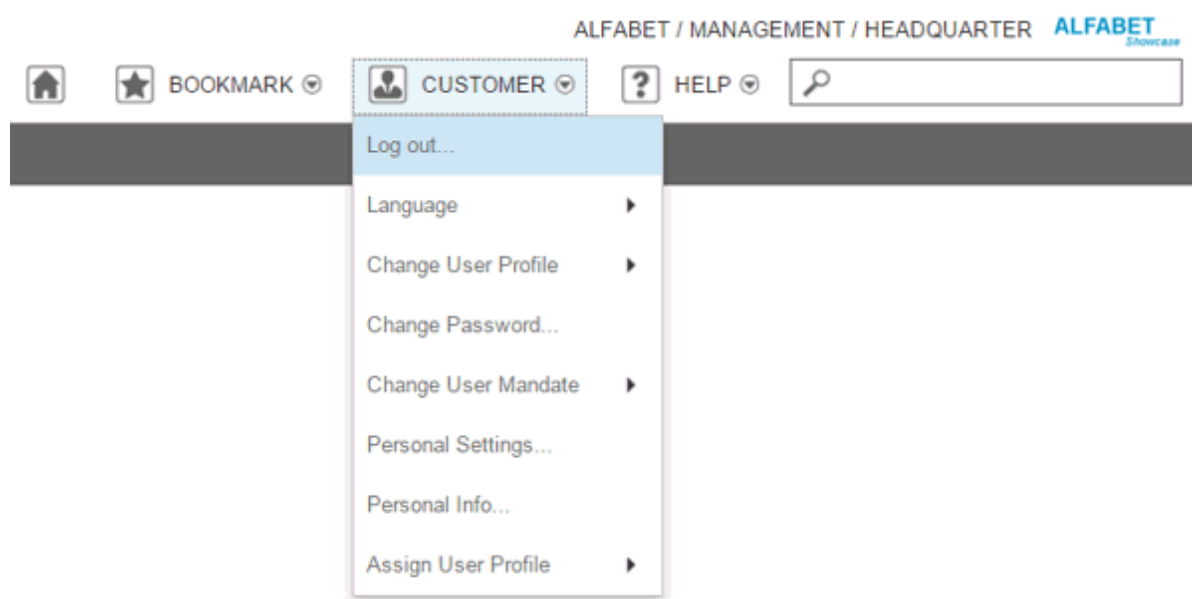 ALFABET / MANAGEMENT / HEADQUARTER ALFABET
Showcase
BOOKMARK CUSTOMER ? HELP
Log out...
Language
Change User Profile
Change Password...
Change User Mandate
Personal Settings...
Personal Info...
Assign User Profile